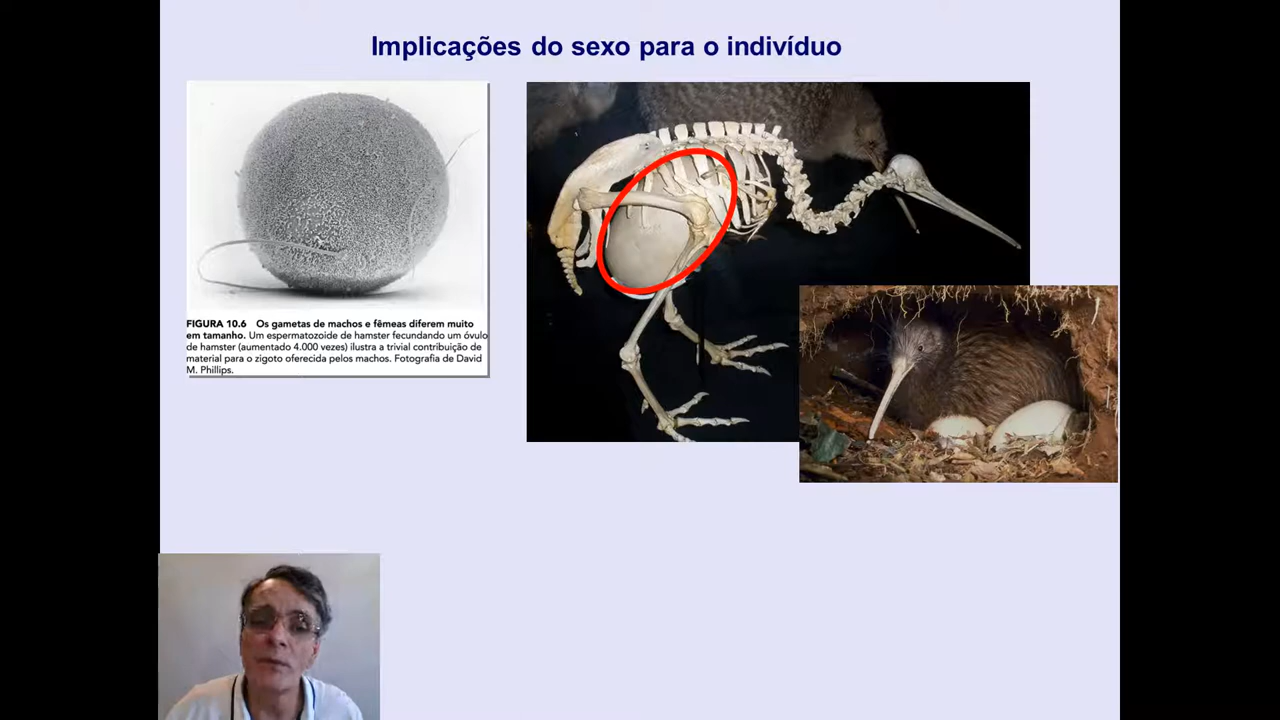 Implicações do sexo para o indivíduo
FIGURA 10.6 Os gametas de machos e fêmeas diferem muito
em tamanho. Um espermatozoide de hamster fecundando um óvulo
de hamster (aumentado 4.000 vezes) ilustra a trivial contribuição de
material para o zigoto oferecida pelos machos. Fotografia de David
M. Phillips.